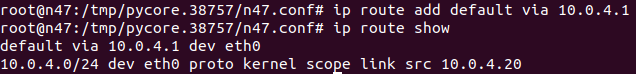 root@n47:/tmp/pycore.38757/n47.conf# ip route add default via 10.0.4.1
root@n47:/tmp/pycore.38757/n47.conf# ip route show
default via 10.0.4.1 dev eth0
10.0.4.0/24 dev eth0 proto kernel scope link src 10.0.4.20